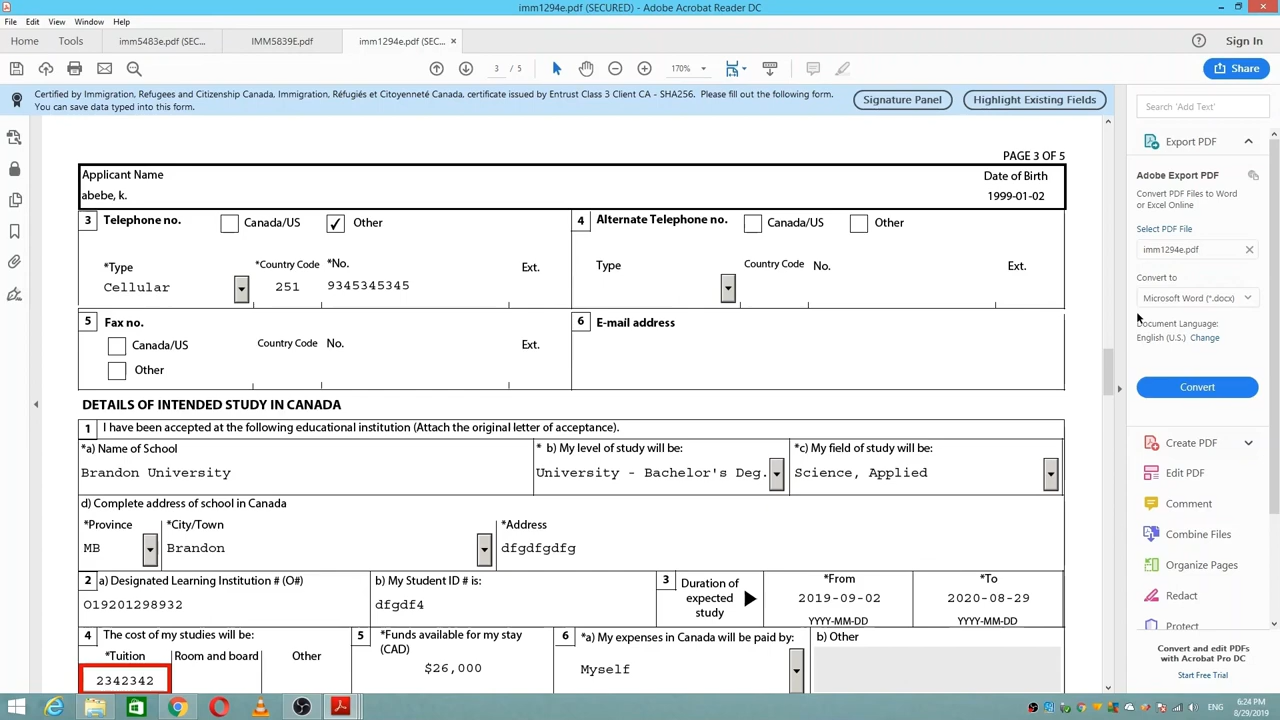 imm1294e.pdf (SECURED) - Adobe Acrobat Reader DC
File Edit View Window Help
Home Tools imm5483e.pdf (SEC... IMM5839E.pdf imm1294e.pdf (SEC... × Sign In
3 / 5 170% Share
Certified by Immigration, Refugees and Citizenship Canada, Immigration, Réfugiés et Citoyenneté Canada, certificate issued by Entrust Class 3 Client CA - SHA256. Please fill out the following form.
You can save data typed into this form.
Signature Panel Highlight Existing Fields
Search 'Add Text'
Export PDF
Adobe Export PDF
Convert PDF Files to Word
or Excel Online
Select PDF File
imm1294e.pdf
Convert to
Microsoft Word (*.docx)
Document Language:
English (U.S.) Change
Convert
Create PDF
Edit PDF
Comment
Combine Files
Organize Pages
Redact
Protect
Convert and edit PDFs
with Acrobat Pro DC
Start Free Trial
PAGE 3 OF 5
Applicant Name Date of Birth
abebe, k. 1999-01-02
3 Telephone no. Canada/US Other
*Type *Country Code *No. Ext.
Cellular 251 9345345345
4 Alternate Telephone no. Canada/US Other
Type Country Code No. Ext.
5 Fax no.
Canada/US Country Code No. Ext.
Other
6 E-mail address
DETAILS OF INTENDED STUDY IN CANADA
1 I have been accepted at the following educational institution (Attach the original letter of acceptance).
*a) Name of School * b) My level of study will be: *c) My field of study will be:
Brandon University University - Bachelor's Deg. Science, Applied
d) Complete address of school in Canada
*Province *City/Town *Address
MB Brandon dfgdfgdfg
2 a) Designated Learning Institution # (O#) b) My Student ID # is:
O19201298932 dfgdf4
3 Duration of
expected
study
*From *To
2019-09-02 2020-08-29
YYYY-MM-DD YYYY-MM-DD
4 The cost of my studies will be:
*Tuition Room and board Other
2342342
5 *Funds available for my stay
(CAD)
$26,000
6 *a) My expenses in Canada will be paid by: b) Other
Myself
ENG 6:24 PM
8/29/2019